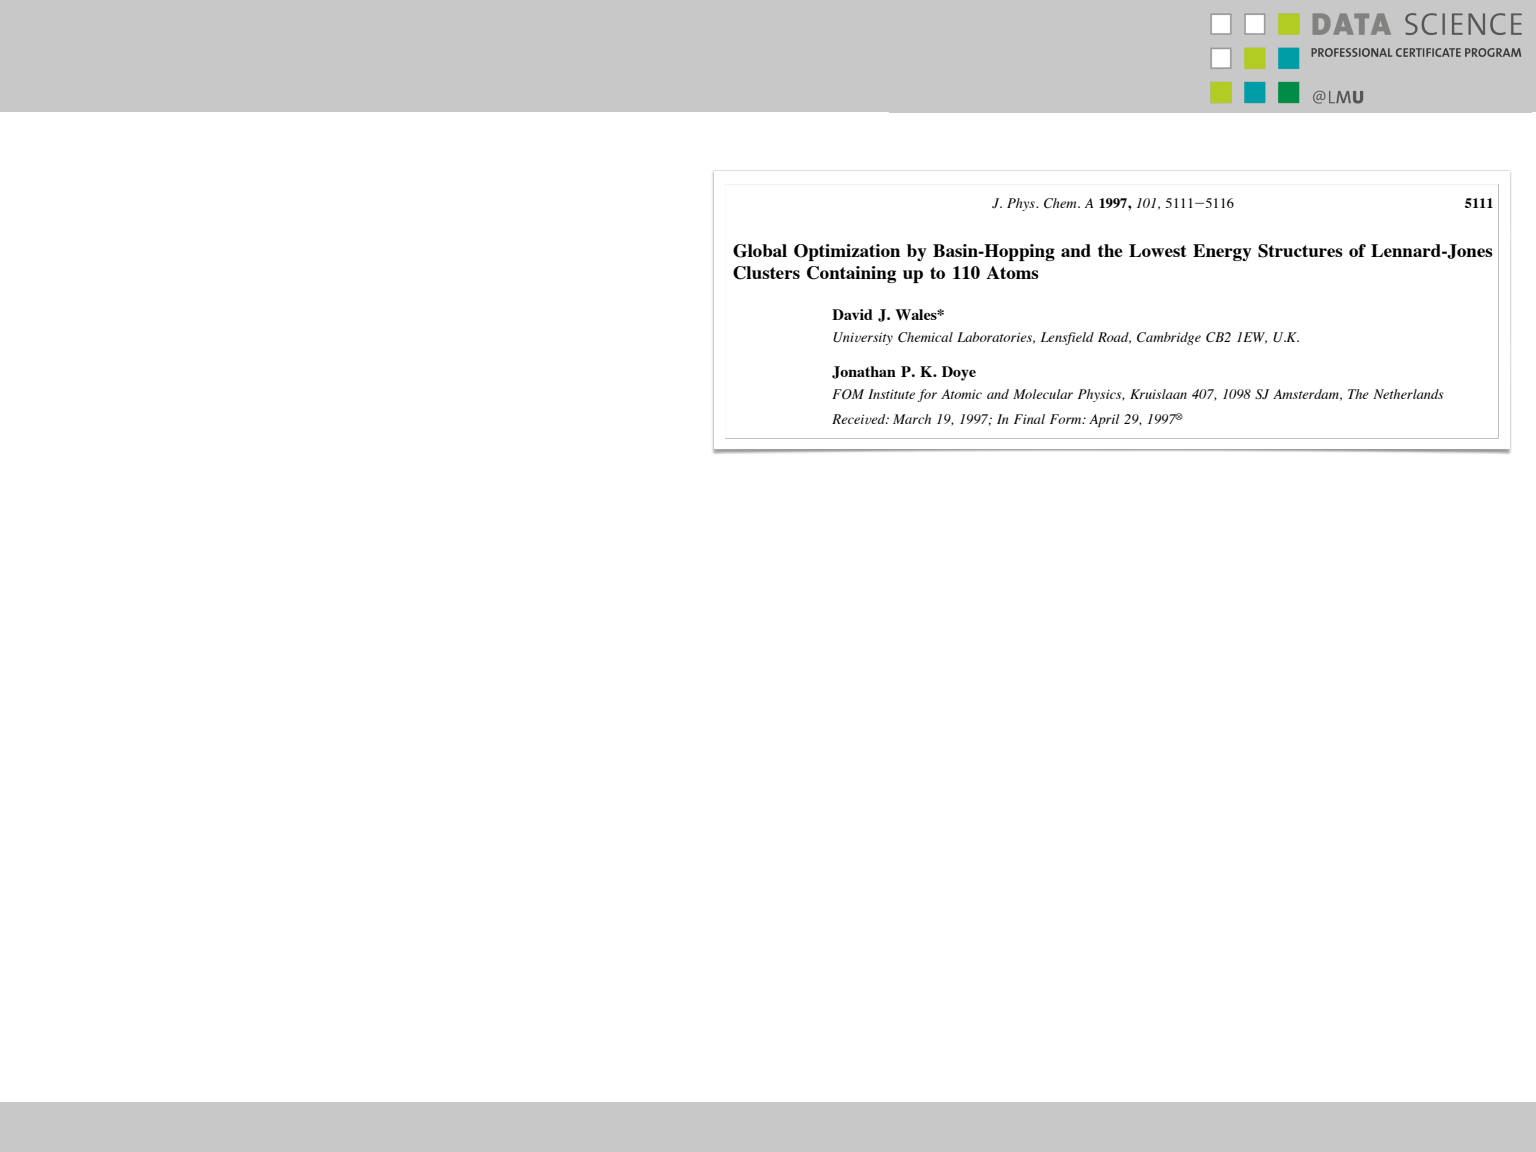 DATA SCIENCE
PROFESSIONAL CERTIFICATE PROGRAM
@LMU
J. Phys. Chem. A 1997, 101, 5111−5116 5111
Global Optimization by Basin-Hopping and the Lowest Energy Structures of Lennard-Jones
Clusters Containing up to 110 Atoms
David J. Wales*
University Chemical Laboratories, Lensfield Road, Cambridge CB2 1EW, U.K.
Jonathan P. K. Doye
FOM Institute for Atomic and Molecular Physics, Kruislaan 407, 1098 SJ Amsterdam, The Netherlands
Received: March 19, 1997; In Final Form: April 29, 1997⊗